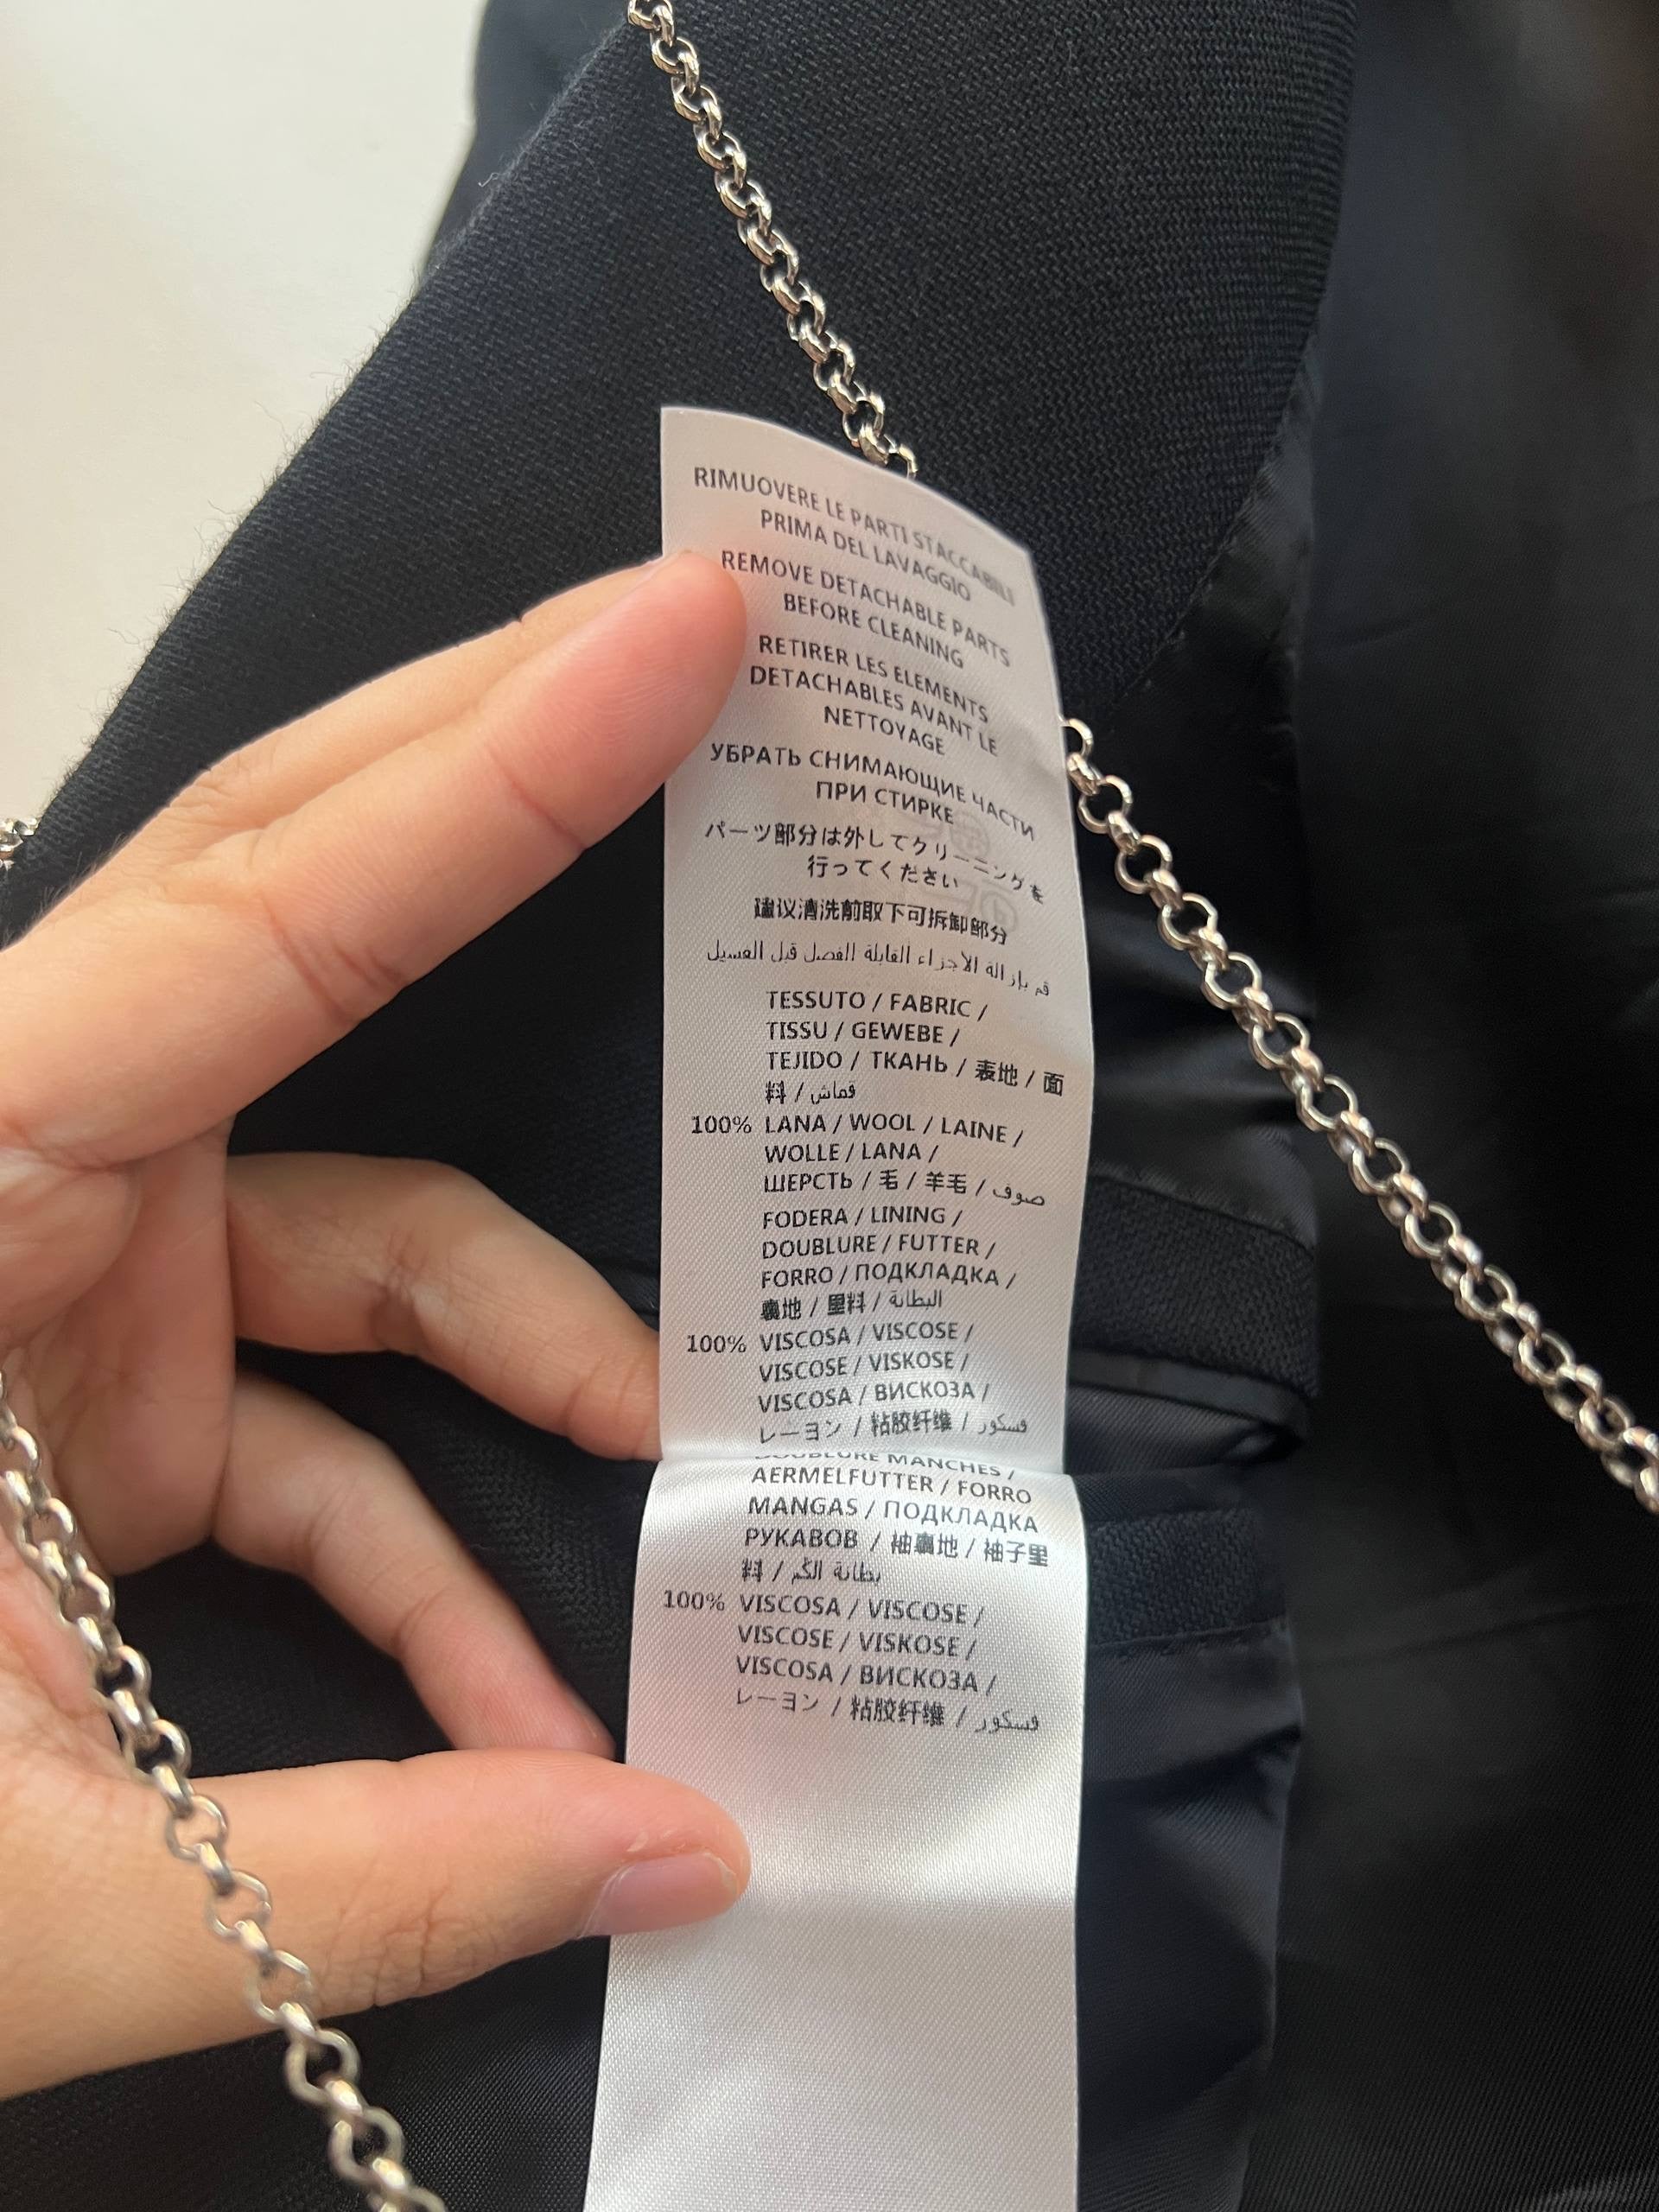 RIMUOVERE LE PARTI STACCABILI
PRIMA DEL LAVAGGIO
REMOVE DETACHABLE PARTS
BEFORE CLEANING
RETIRER LES ELEMENTS
DETACHABLES AVANT LE
NETTOYAGE
УБРАТЬ СНИМАЮЩИЕ ЧАСТИ
ПРИ СТИРКЕ
パーツ部分は外してクリーニングを
行ってください
建议清洗前取下可拆卸部分
قم بإزالة الأجزاء القابلة للفصل قبل الغسيل
TESSUTO / FABRIC /
TISSU / GEWEBE /
TEJIDO / ТКАНЬ / 表地 / 面
料 / قماش
100% LANA / WOOL / LAINE /
WOLLE / LANA /
ШЕРСТЬ / 毛 / 羊毛 / صوف
FODERA / LINING /
DOUBLURE / FUTTER /
FORRO / ПОДКЛАДКА /
裏地 / 里料 / البطانة
100% VISCOSA / VISCOSE /
VISCOSE / VISKOSE /
VISCOSA / ВИСКОЗА /
レーヨン / 粘胶纤维 / فسكور
DOUBLURE MANCHES /
AERMELFUTTER / FORRO
MANGAS / ПОДКЛАДКА
РУКАВОВ / 袖裏地 / 袖子里
料 / بطانة الكم
100% VISCOSA / VISCOSE /
VISCOSE / VISKOSE /
VISCOSA / ВИСКОЗА /
レーヨン / 粘胶纤维 / فسكور